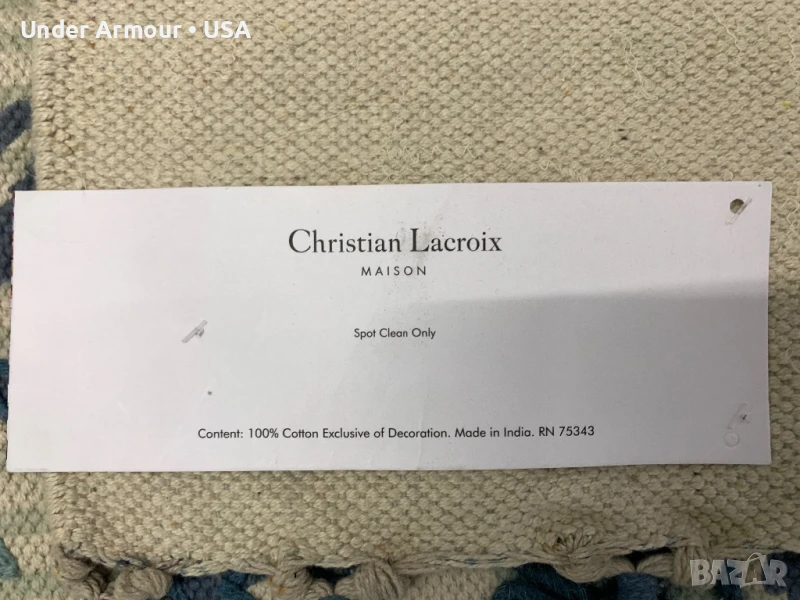 Under Armour • USA
Christian Lacroix
MAISON
Spot Clean Only
Content: 100% Cotton Exclusive of Decoration. Made in India. RN 75343
BAZAR